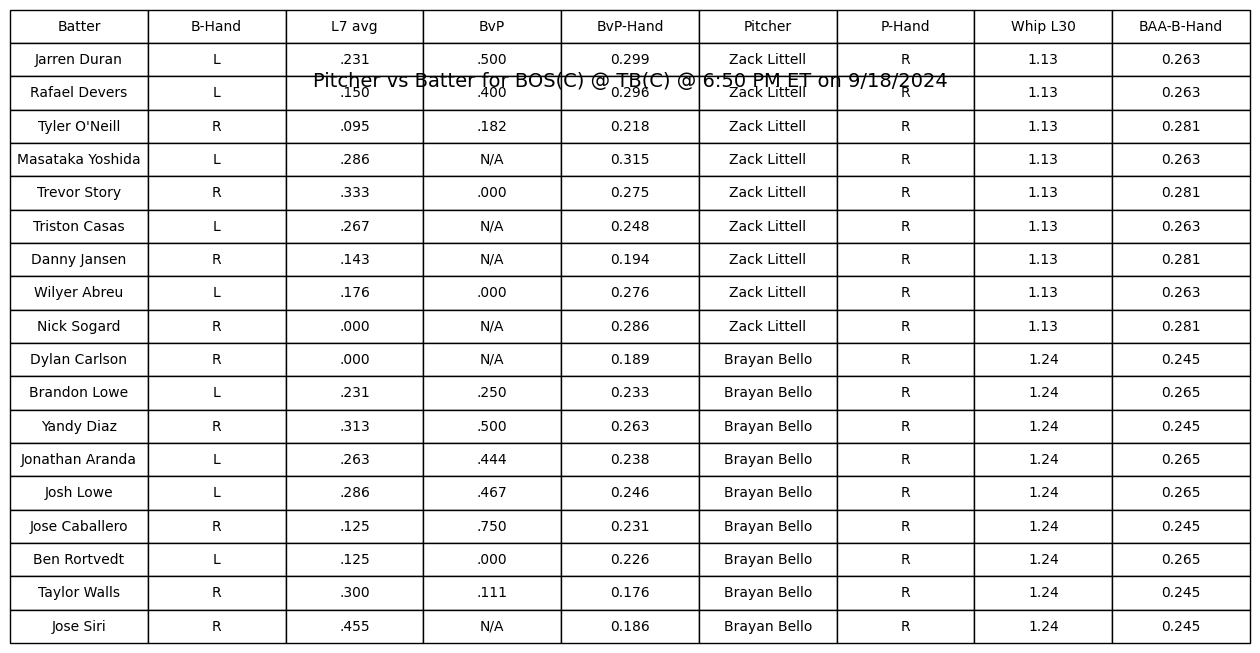 Batter B-Hand L7 avg BvP BvP-Hand Pitcher P-Hand Whip L30 BAA-B-Hand
Jarren Duran L .231 .500 0.299 Zack Littell R 1.13 0.263
Pitcher vs Batter for BOS(C) @ TB(C) @ 6:50 PM ET on 9/18/2024
Rafael Devers L .150 .400 0.296 Zack Littell R 1.13 0.263
Tyler O'Neill R .095 .182 0.218 Zack Littell R 1.13 0.281
Masataka Yoshida L .286 N/A 0.315 Zack Littell R 1.13 0.263
Trevor Story R .333 .000 0.275 Zack Littell R 1.13 0.281
Triston Casas L .267 N/A 0.248 Zack Littell R 1.13 0.263
Danny Jansen R .143 N/A 0.194 Zack Littell R 1.13 0.281
Wilyer Abreu L .176 .000 0.276 Zack Littell R 1.13 0.263
Nick Sogard R .000 N/A 0.286 Zack Littell R 1.13 0.281
Dylan Carlson R .000 N/A 0.189 Brayan Bello R 1.24 0.245
Brandon Lowe L .231 .250 0.233 Brayan Bello R 1.24 0.265
Yandy Diaz R .313 .500 0.263 Brayan Bello R 1.24 0.245
Jonathan Aranda L .263 .444 0.238 Brayan Bello R 1.24 0.265
Josh Lowe L .286 .467 0.246 Brayan Bello R 1.24 0.265
Jose Caballero R .125 .750 0.231 Brayan Bello R 1.24 0.245
Ben Rortvedt L .125 .000 0.226 Brayan Bello R 1.24 0.265
Taylor Walls R .300 .111 0.176 Brayan Bello R 1.24 0.245
Jose Siri R .455 N/A 0.186 Brayan Bello R 1.24 0.245